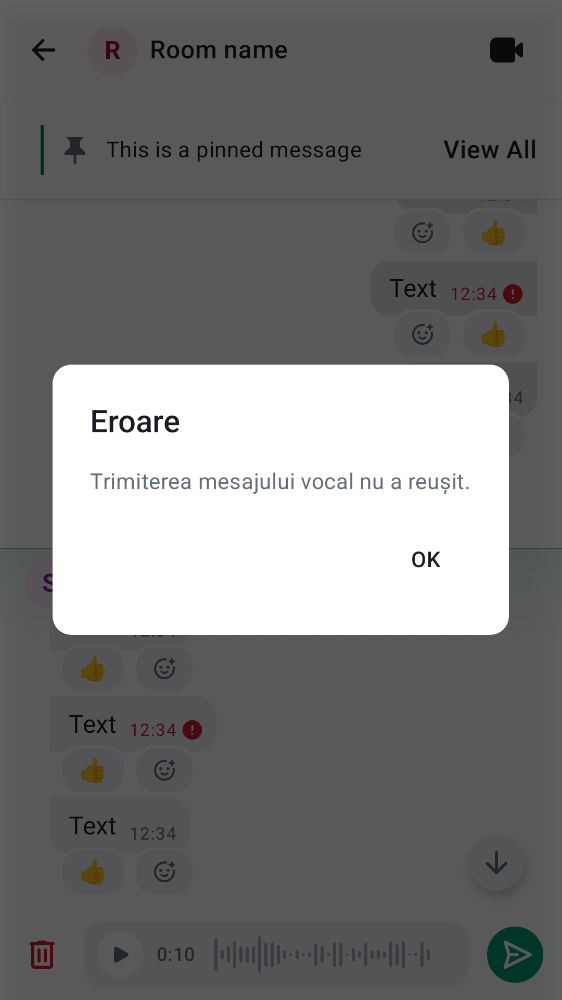 R Room name
This is a pinned message View All
Text 12:34
Eroare
Trimiterea mesajului vocal nu a reușit.
OK
Text 12:34
Text 12:34
0:10